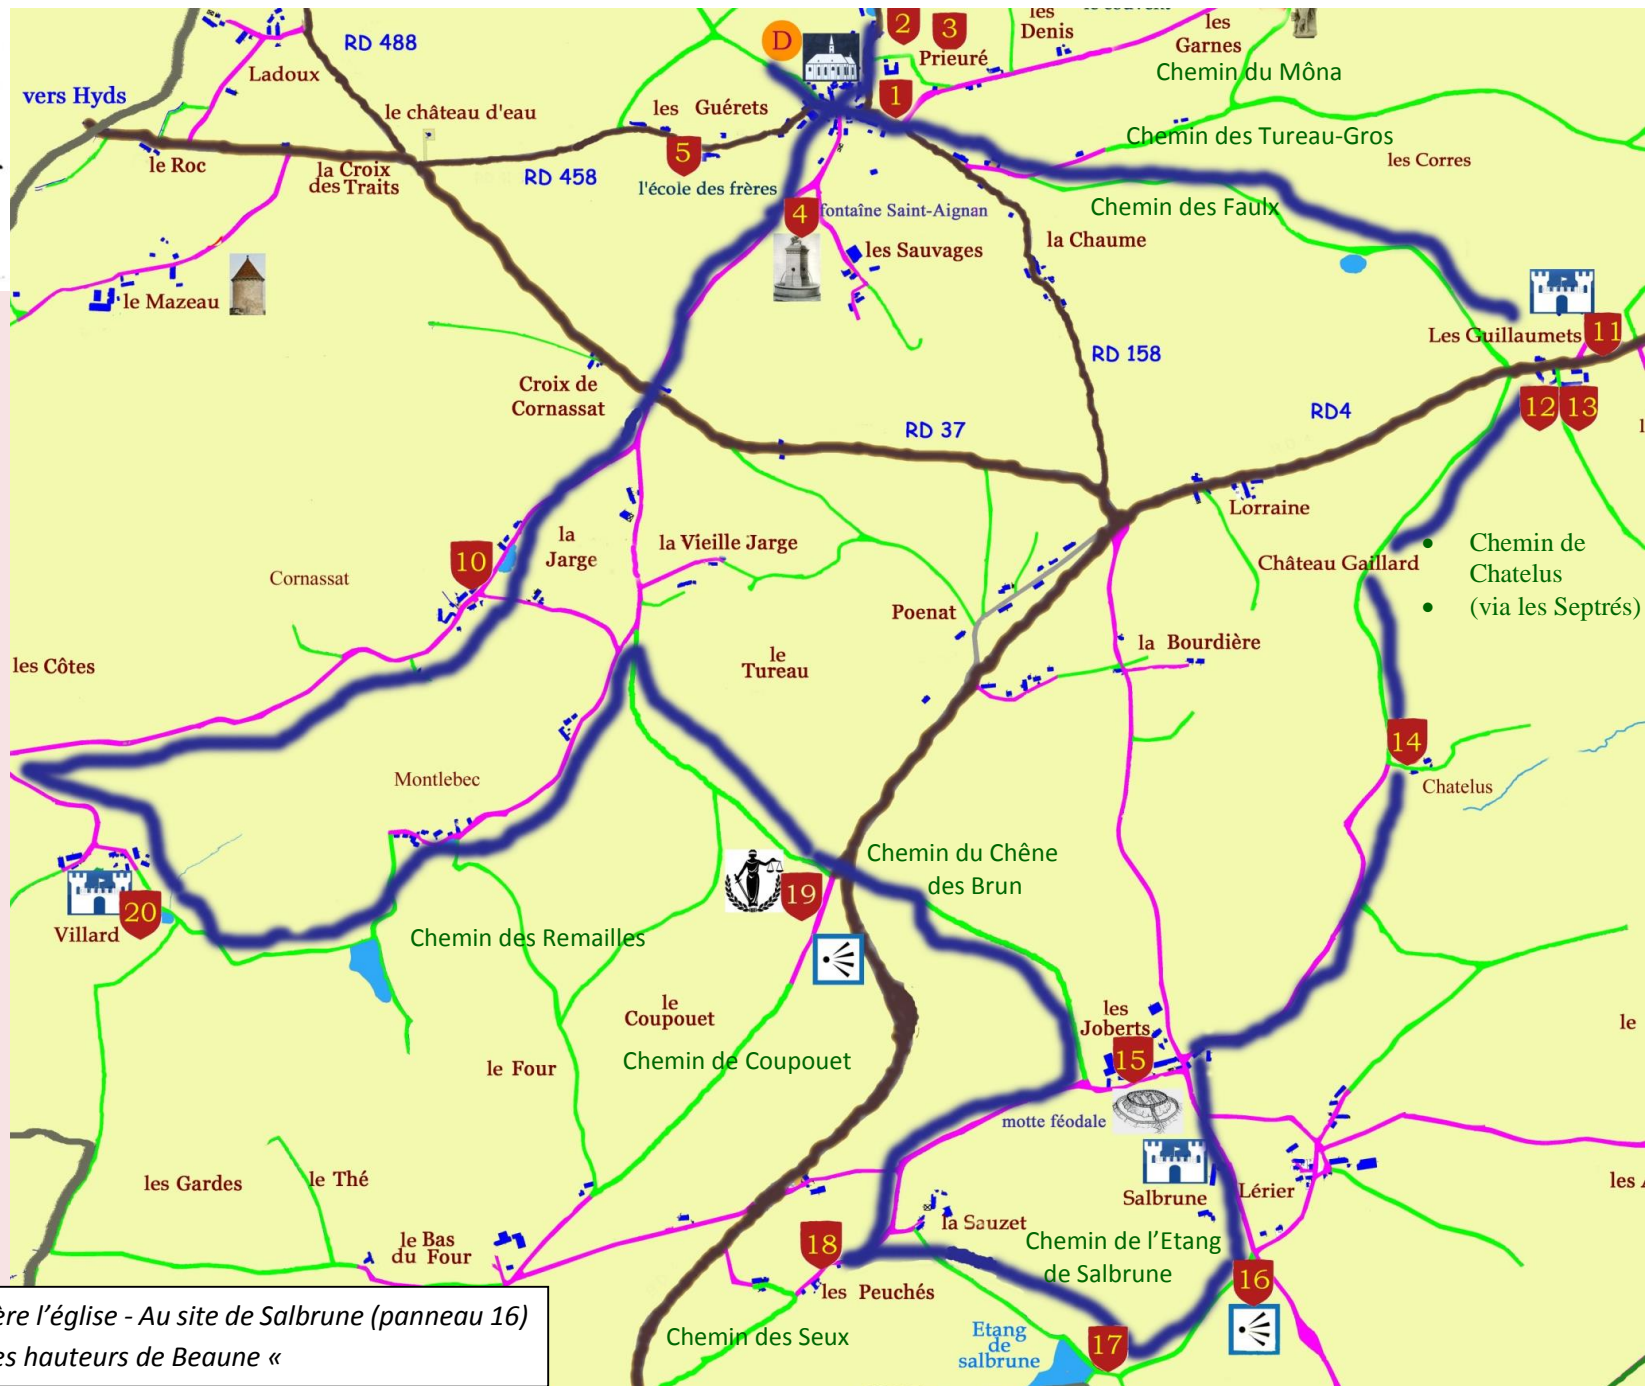 RD 488
D
2
3
les
Denis
les
Garnes
Prieuré
Ladoux
Chemin du Môna
vers Hyds
le château d'eau
les Guérets
1
Chemin des Tureau-Gros
le Roc
la Croix
des Traits
RD 458
5
l'école des frères
les Corres
4
fontaîne Saint-Aignan
Chemin des Faulx
les Sauvages
la Chaume
le Mazeau
Les Guillaumets
11
RD 158
Croix de
Cornassat
RD 37
RD4
12
13
Lorraine
10
la
Jarge
la Vieille Jarge
Château Gaillard
• Chemin de
Chatelus
• (via les Septrés)
Cornassat
Poenat
la Bourdière
les Côtes
le
Tureau
14
Chatelus
Montlebec
Chemin du Chêne
des Brun
19
20
Villard
Chemin des Remailles
le
Coupouet
les
Joberts
15
le
Chemin de Coupouet
le Four
motte féodale
les Gardes
le Thé
Salbrune
Lérier
les
la Sauzet
le Bas
du Four
18
Chemin de l'Etang
de Salbrune
16
les Peuchés
Chemin des Seux
Etang
de
salbrune
17
ère l'église - Au site de Salbrune (panneau 16)
es hauteurs de Beaune «